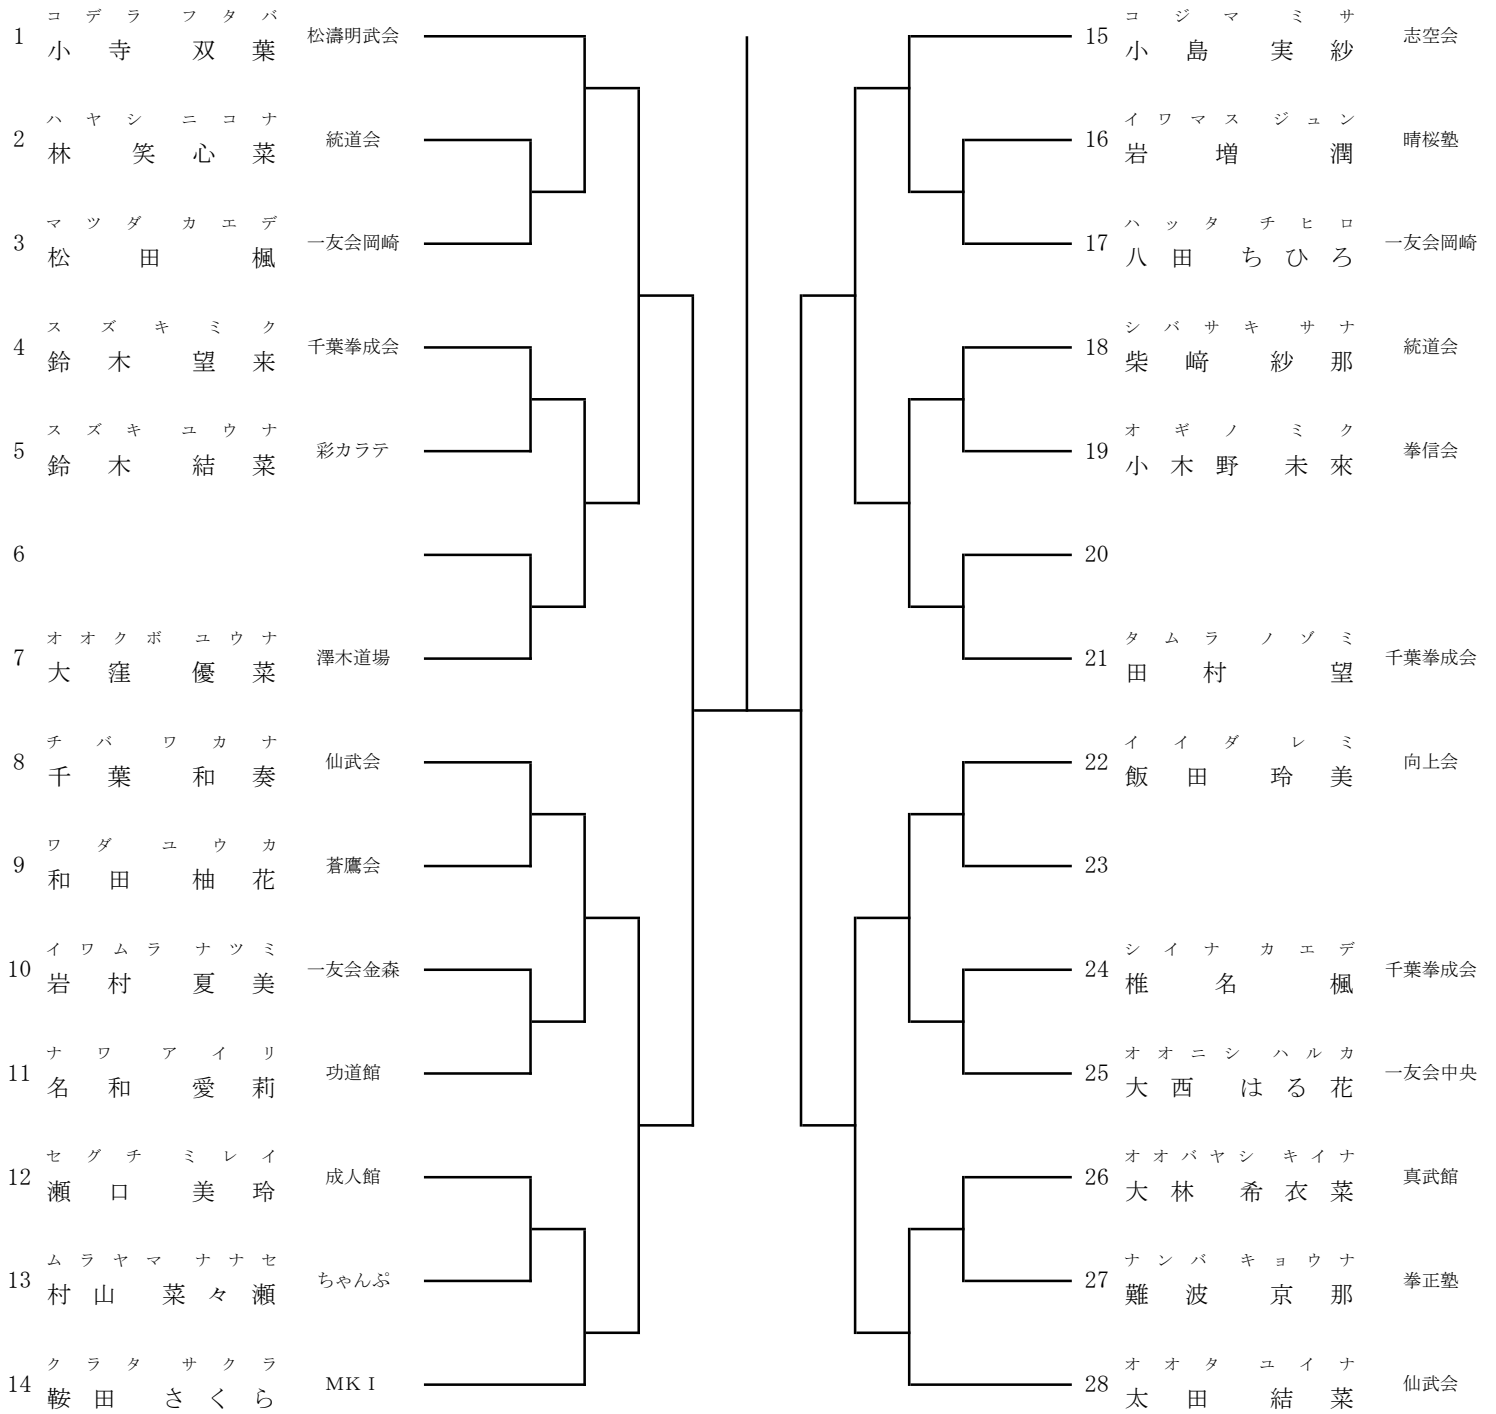 コデラ フタバ
1 小寺 双葉 松濤明武会
ハヤシ ニコナ
2 林 笑心菜 統道会
マツダ カエデ
3 松田 楓 一友会岡崎
スズキ ミク
4 鈴木 望来 千葉拳成会
スズキ ユウナ
5 鈴木 結菜 彩カラテ
6
オオクボ ユウナ
7 大窪 優菜 澤木道場
チバ ワカナ
8 千葉 和奏 仙武会
ワダ ユウカ
9 和田 柚花 蒼鷹会
イワムラ ナツミ
10 岩村 夏美 一友会金森
ナワ アイリ
11 名和 愛莉 功道館
セグチ ミレイ
12 瀬口 美玲 成人館
ムラヤマ ナナセ
13 村山 菜々瀬 ちゃんぷ
クラタ サクラ
14 鞍田 さくら MKI
コジマ ミサ
15 小島 実紗 志空会
イワマス ジュン
16 岩増 潤 晴桜塾
ハッタ チヒロ
17 八田 ちひろ 一友会岡崎
シバサキ サナ
18 柴﨑 紗那 統道会
オギノ ミク
19 小木野 未來 拳信会
20
タムラ ノゾミ
21 田村 望 千葉拳成会
イイダ レミ
22 飯田 玲美 向上会
23
シイナ カエデ
24 椎名 楓 千葉拳成会
オオニシ ハルカ
25 大西 はる花 一友会中央
オオバヤシ キイナ
26 大林 希衣菜 真武館
ナンバ キョウナ
27 難波 京那 拳正塾
オオタ ユイナ
28 太田 結菜 仙武会